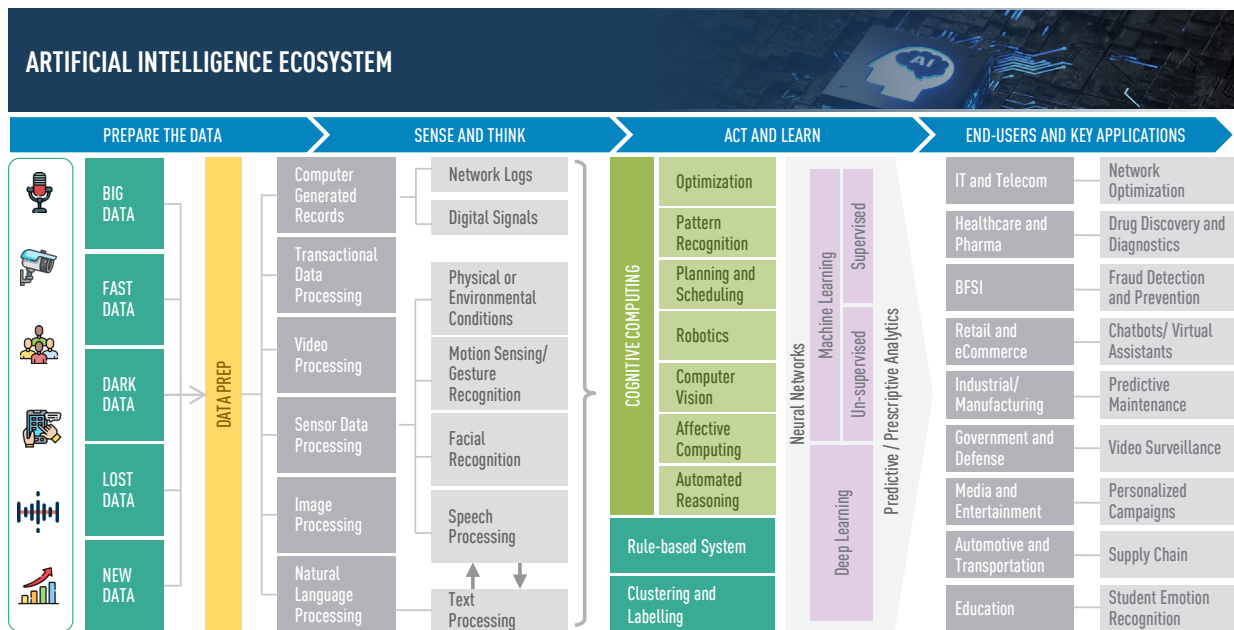 ARTIFICIAL INTELLIGENCE ECOSYSTEM
AI
PREPARE THE DATA
SENSE AND THINK
ACT AND LEARN
END-USERS AND KEY APPLICATIONS
BIG
DATA
FAST
DATA
DARK
DATA
LOST
DATA
NEW
DATA
DATA PREP
Computer
Generated
Records
Transactional
Data
Processing
Video
Processing
Sensor Data
Processing
Image
Processing
Natural
Language
Processing
Network Logs
Digital Signals
Physical or
Environmental
Conditions
Motion Sensing/
Gesture
Recognition
Facial
Recognition
Speech
Processing
Text
Processing
COGNITIVE COMPUTING
Optimization
Pattern
Recognition
Planning and
Scheduling
Robotics
Computer
Vision
Affective
Computing
Automated
Reasoning
Rule-based System
Clustering and
Labelling
Neural Networks
Machine Learning
Supervised
Un-supervised
Deep Learning
Predictive / Prescriptive Analytics
IT and Telecom
Network
Optimization
Healthcare and
Pharma
Drug Discovery and
Diagnostics
BFSI
Fraud Detection
and Prevention
Retail and
eCommerce
Chatbots/ Virtual
Assistants
Industrial/
Manufacturing
Predictive
Maintenance
Government and
Defense
Video Surveillance
Media and
Entertainment
Personalized
Campaigns
Automotive and
Transportation
Supply Chain
Education
Student Emotion
Recognition